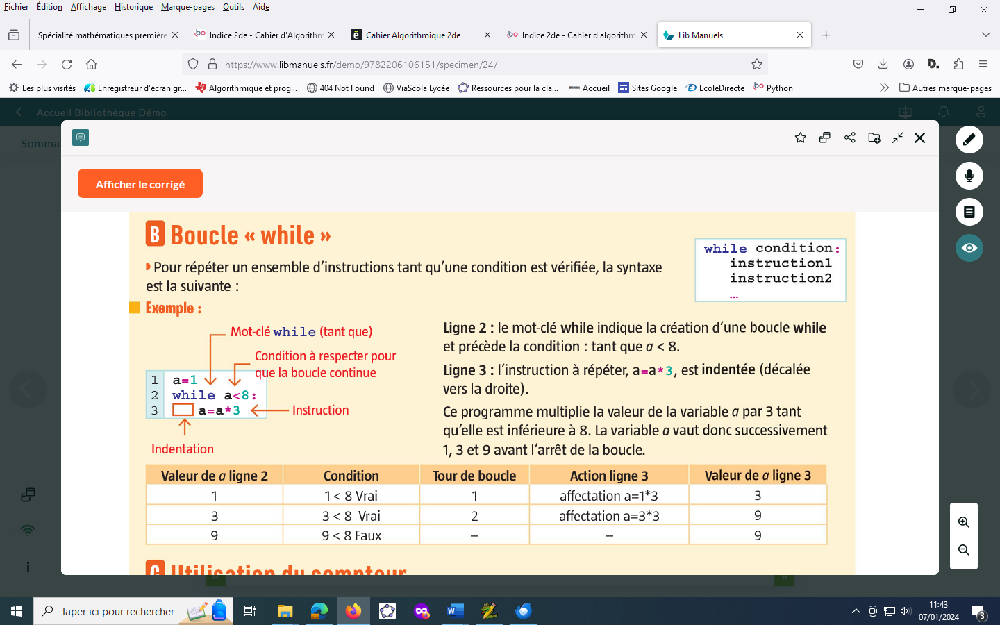 Fichier Édition Affichage Historique Marque-pages Outils Aide
Spécialité mathématiques première
Indice 2de - Cahier d'Algorithm
Cahier Algorithmique 2de
Indice 2de - Cahier d'algorithmi
Lib Manuels
https://www.libmanuels.fr/demo/9782206106151/specimen/24/
Les plus visités
Enregistreur d'écran gr...
Algorithmique et prog...
404 Not Found
ViaScola Lycée
Ressources pour la cla...
Accueil
Sites Google
EcoleDirecte
Python
Autres marque-pages
Accueil Bibliothèque Démo
Somma
Afficher le corrigé
B Boucle « while »
Pour répéter un ensemble d'instructions tant qu'une condition est vérifiée, la syntaxe
est la suivante :
while condition:
instruction1
instruction2
...
Exemple :
Mot-clé while (tant que)
Condition à respecter pour
que la boucle continue
1 a=1
2 while a<8:
3 a=a*3
Instruction
Indentation
Ligne 2 : le mot-clé while indique la création d'une boucle while
et précède la condition : tant que a < 8.
Ligne 3 : l'instruction à répéter, a=a*3, est indentée (décalée
vers la droite).
Ce programme multiplie la valeur de la variable a par 3 tant
qu'elle est inférieure à 8. La variable a vaut donc successivement
1, 3 et 9 avant l'arrêt de la boucle.
Valeur de a ligne 2 Condition Tour de boucle Action ligne 3 Valeur de a ligne 3
1 1 < 8 Vrai 1 affectation a=1*3 3
3 3 < 8 Vrai 2 affectation a=3*3 9
9 9 < 8 Faux – – 9
C Utilisation du compteur
Taper ici pour rechercher
11:43
07/01/2024
3